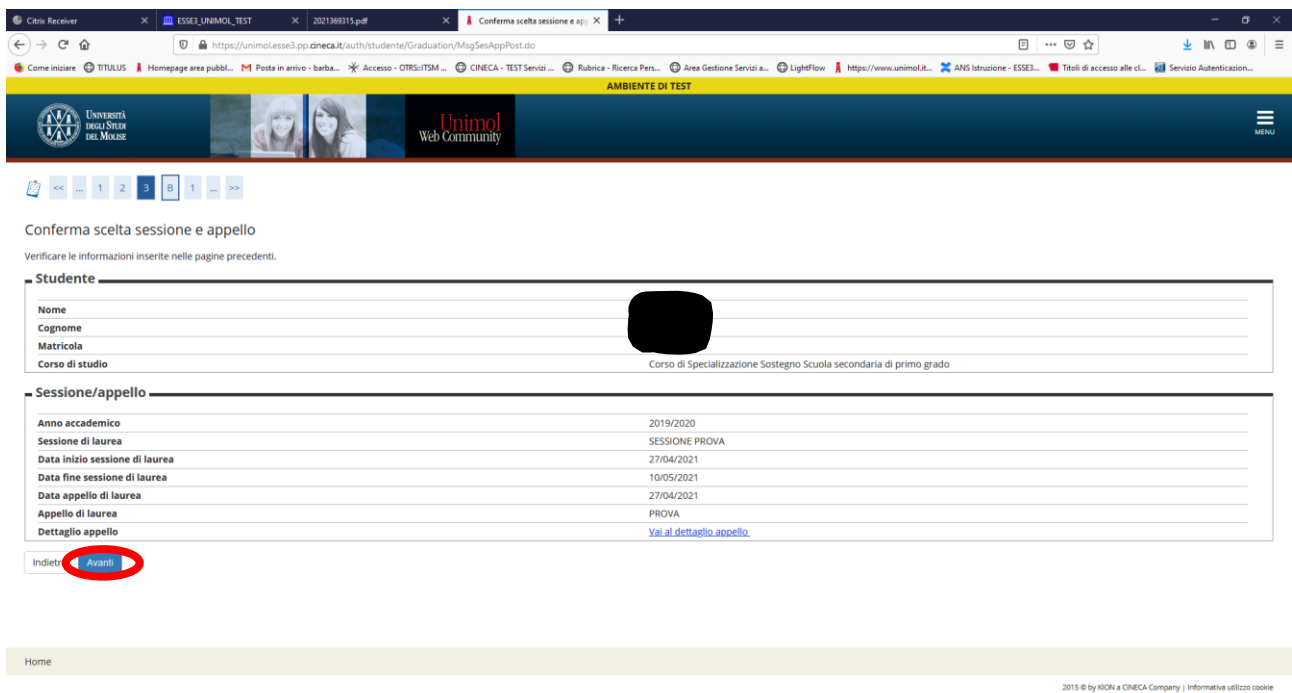 Citrix Receiver
ESSE3_UNIMOL_TEST
2021369315.pdf
Conferma scelta sessione e app
https://unimol.esse3.pp.cineca.it/auth/studente/Graduation/MsgSesAppPost.do
Come iniziare TITULUS Homepage area pubbl... Posta in arrivo - barba... Accesso - OTRS::ITSM ... CINECA - TEST Servizi ... Rubrica - Ricerca Pers... Area Gestione Servizi a... LightFlow https://www.unimol.it... ANS Istruzione - ESSE3... Titoli di accesso alle cl... Servizio Autenticazion...
AMBIENTE DI TEST
UNIVERSITÀ
DEGLI STUDI
DEL MOLISE
Unimol
Web Community
MENU
<< ... 1 2 3 B 1 ... >>
Conferma scelta sessione e appello
Verificare le informazioni inserite nelle pagine precedenti.
Studente
Nome
Cognome
Matricola
Corso di studio Corso di Specializzazione Sostegno Scuola secondaria di primo grado
Sessione/appello
Anno accademico 2019/2020
Sessione di laurea SESSIONE PROVA
Data inizio sessione di laurea 27/04/2021
Data fine sessione di laurea 10/05/2021
Data appello di laurea 27/04/2021
Appello di laurea PROVA
Dettaglio appello Vai al dettaglio appello
Indietr Avanti
Home
2015 © by KION a CINECA Company | Informativa utilizzo cookie